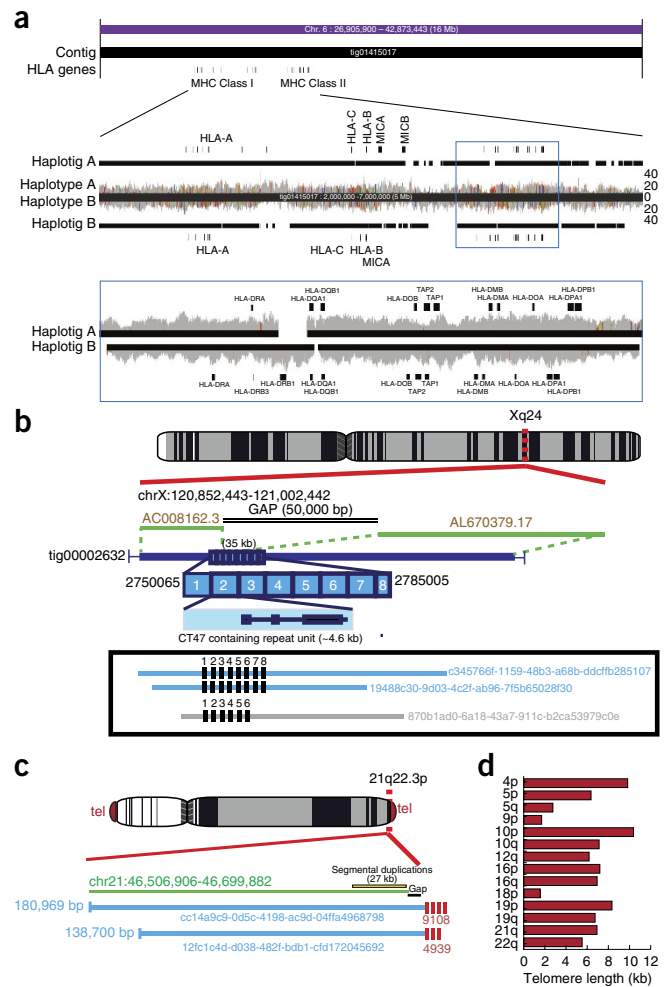 a
Chr. 6 : 26,905,900 – 42,873,443 (16 Mb)
Contig
tig01415017
HLA genes
MHC Class I
MHC Class II
HLA-A
HLA-C
HLA-B
MICA
MICB
Haplotig A
Haplotype A
Haplotype B
tig01415017 : 2,000,000 -7,000,000 (5 Mb)
40
20
0
20
40
Haplotig B
HLA-A
HLA-C
HLA-B
MICA
HLA-DRA
HLA-DQB1
HLA-DQA1
HLA-DOB
TAP2
TAP1
HLA-DMB
HLA-DMA
HLA-DOA
HLA-DPB1
HLA-DPA1
Haplotig A
Haplotig B
HLA-DRA
HLA-DRB3
HLA-DRB1
HLA-DQA1
HLA-DQB1
HLA-DOB
TAP2
TAP1
HLA-DMA
HLA-DMB
HLA-DOA
HLA-DPA1
HLA-DPB1
b
Xq24
chrX:120,852,443-121,002,442
AC008162.3
GAP (50,000 bp)
AL670379.17
tig00002632
(35 kb)
2750065
1 2 3 4 5 6 7 8
2785005
CT47 containing repeat unit (~4.6 kb)
1 2 3 4 5 6 7 8
c345766f-1159-48b3-a68b-ddcffb285107
19488c30-9d03-4c2f-ab96-7f5b65028f30
1 2 3 4 5 6
870b1ad0-6a18-43a7-911c-b2ca53979c0e
c
21q22.3p
tel
tel
Segmental duplications
(27 kb)
chr21:46,506,906-46,699,882
Gap
180,969 bp
cc14a9c9-0d5c-4198-ac9d-04ffa4968798
9108
138,700 bp
12fc1c4d-d038-482f-bdb1-cfd172045692
4939
d
4p
5p
5q
9p
10p
10q
12q
16p
16q
18p
19p
19q
21q
22q
0 2 4 6 8 10 12
Telomere length (kb)